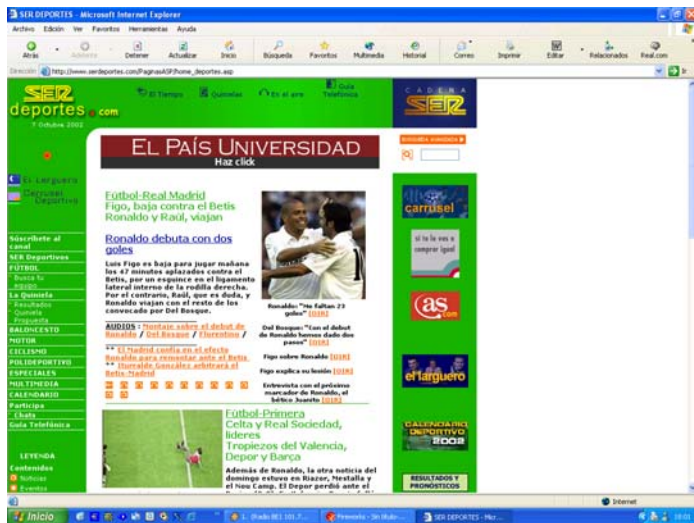 SER DEPORTES - Microsoft Internet Explorer
Archivo Edición Ver Favoritos Herramientas Ayuda
Atrás Adelante Detener Actualizar Inicio Búsqueda Favoritos Multimedia Historial Correo Imprimir Editar Relacionados Real.com
Dirección http://www.serdeportes.com/PaginasASP/home_deportes.asp Ir
SER
deportes.com
7 Octubre 2002
El Tiempo Quinielas En el aire Guía Telefónica
CADENA
SER
EL PAÍS UNIVERSIDAD
Haz click
El Larguero
Carrusel
Deportivo
Suscríbete al
canal
SER Deportivos
FÚTBOL
Busca tu
equipo
La Quiniela
Resultados
Quiniela
Propuesta
BALONCESTO
MOTOR
CICLISMO
POLIDEPORTIVO
ESPECIALES
MULTIMEDIA
CALENDARIO
Participa
Chats
Guía Telefónica
LEYENDA
Contenidos
Noticias
Eventos
Fútbol-Real Madrid
Figo, baja contra el Betis
Ronaldo y Raúl, viajan
Ronaldo debuta con dos
goles
Luis Figo es baja para jugar mañana
los 47 minutos aplazados contra el
Betis, por un esguince en el ligamento
lateral interno de la rodilla derecha.
Por el contrario, Raúl, que es duda, y
Ronaldo viajan con el resto de los
convocado por Del Bosque.
AUDIOS : Montaje sobre el debut de
Ronaldo / Del Bosque / Florentino /
** El Madrid confía en el efecto
Ronaldo para remontar ante el Betis
** Iturralde González arbitrará el
Betis-Madrid
Ronaldo: "Me faltan 23
goles" [OIR]
Del Bosque: "Con el debut
de Ronaldo hemos dado dos
pasos" [OIR]
Figo sobre Ronaldo [OIR]
Figo explica su lesión [OIR]
Entrevista con el próximo
marcador de Ronaldo, el
bético Juanito [OIR]
Fútbol-Primera
Celta y Real Sociedad,
líderes
Tropiezos del Valencia,
Depor y Barça
Además de Ronaldo, la otra noticia del
domingo estuvo en Riazor, Mestalla y
el Nou Camp. El Depor perdió ante el
carrusel
si te lo vas a
comprar igual
as
.com
el larguero
CALENDARIO
DEPORTIVO
2002
RESULTADOS Y
PRONÓSTICOS
Internet
Inicio
SER DEPORTES - Micr...